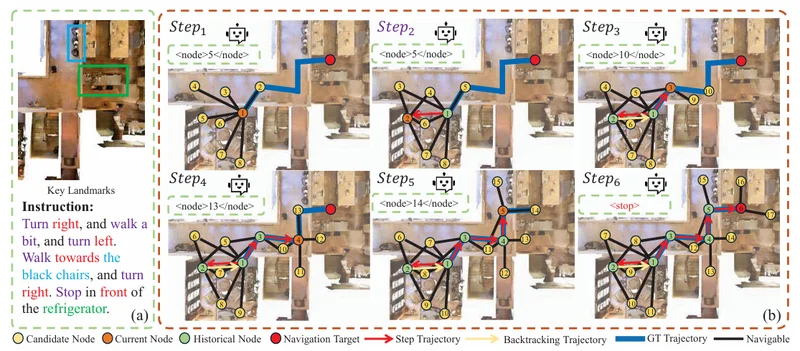 Key Landmarks
Instruction:
Turn right, and walk a
bit, and turn left.
Walk towards the
black chairs, and turn
right. Stop in front of
the refrigerator.
(a)
Step1
<node>5</node>
Step2
<node>5</node>
Step3
<node>10</node>
Step4
<node>13</node>
Step5
<node>14</node>
Step6
<stop>
(b)
Candidate Node
Current Node
Historical Node
Navigation Target
Step Trajectory
Backtracking Trajectory
GT Trajectory
Navigable